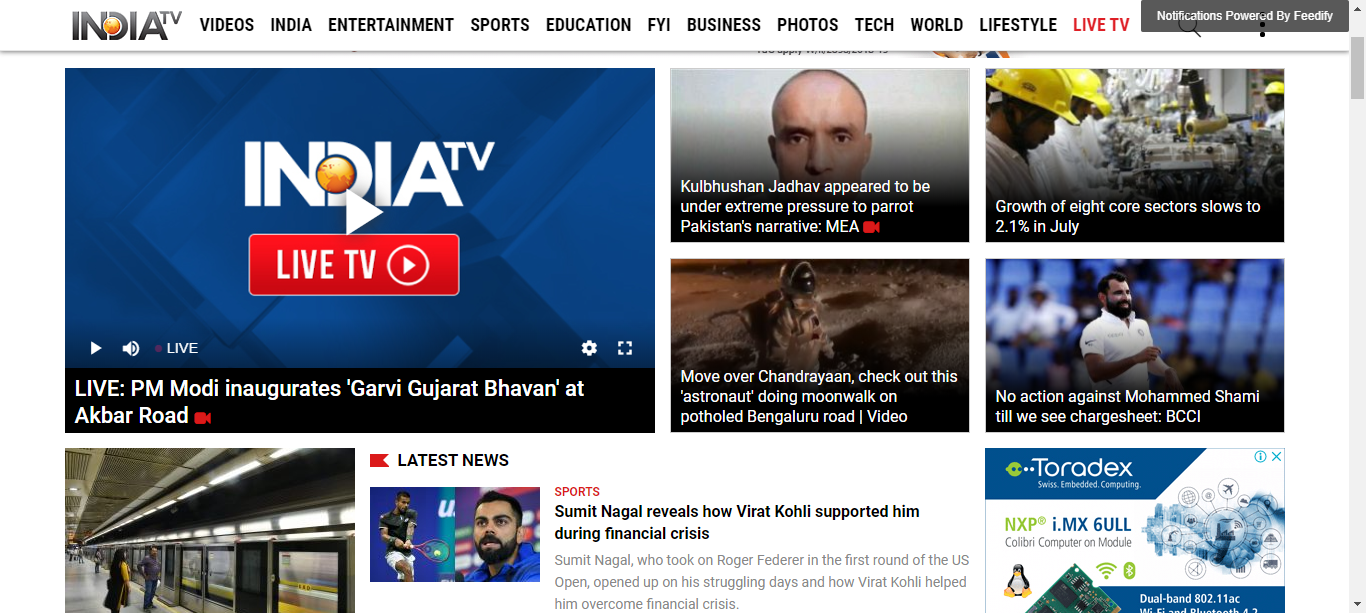 INDIA TV
VIDEOS INDIA ENTERTAINMENT SPORTS EDUCATION FYI BUSINESS PHOTOS TECH WORLD LIFESTYLE LIVE TV
Notifications Powered By Feedify
INDIA TV
LIVE TV
LIVE
LIVE: PM Modi inaugurates 'Garvi Gujarat Bhavan' at
Akbar Road
Kulbhushan Jadhav appeared to be
under extreme pressure to parrot
Pakistan's narrative: MEA
Growth of eight core sectors slows to
2.1% in July
Move over Chandrayaan, check out this
'astronaut' doing moonwalk on
potholed Bengaluru road | Video
No action against Mohammed Shami
till we see chargesheet: BCCI
LATEST NEWS
SPORTS
Sumit Nagal reveals how Virat Kohli supported him
during financial crisis
Sumit Nagal, who took on Roger Federer in the first round of the US
Open, opened up on his struggling days and how Virat Kohli helped
him overcome financial crisis.
Toradex
Swiss. Embedded. Computing.
NXP® i.MX 6ULL
Colibri Computer on Module
Dual-band 802.11ac
Wi-Fi and Bluetooth 4.2